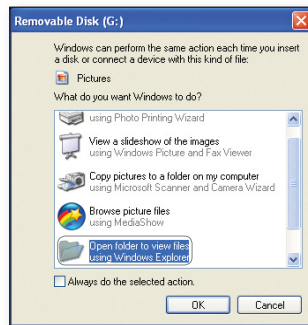 Removable Disk (G:)
Windows can perform the same action each time you insert
a disk or connect a device with this kind of file:
Pictures
What do you want Windows to do?
using Photo Printing Wizard
View a slideshow of the images
using Windows Picture and Fax Viewer
Copy pictures to a folder on my computer
using Microsoft Scanner and Camera Wizard
Browse picture files
using MediaShow
Open folder to view files
using Windows Explorer
Always do the selected action.
OK
Cancel